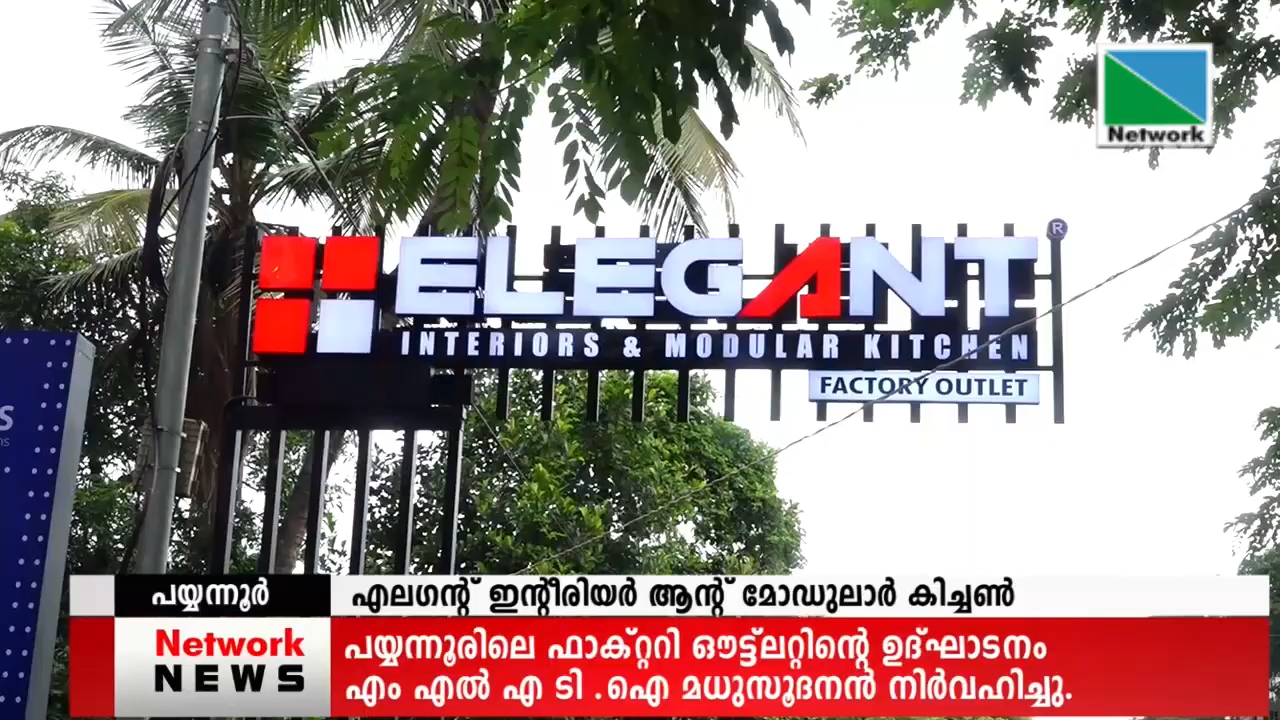 Network
ELEGANT
®
INTERIORS & MODULAR KITCHEN
FACTORY OUTLET
പയ്യന്നൂർ
എലഗന്റ് ഇന്റീരിയർ ആന്റ് മോഡുലാർ കിച്ചൺ
Network
NEWS
പയ്യന്നൂരിലെ ഫാക്റ്ററി ഔട്ട്ലറ്റിന്റെ ഉദ്ഘാടനം
എം എൽ എ ടി .ഐ മധുസൂദനൻ നിർവഹിച്ചു.